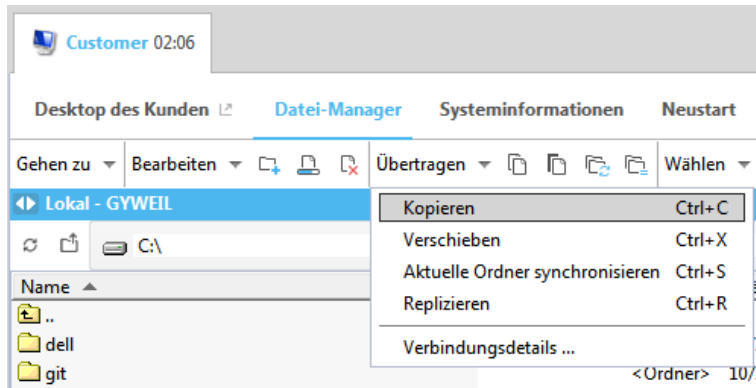 Customer 02:06
Desktop des Kunden Datei-Manager Systeminformationen Neustart
Gehen zu Bearbeiten Übertragen Wählen
Lokal - GYWEIL
Kopieren Ctrl+C
C:\
Verschieben Ctrl+X
Aktuelle Ordner synchronisieren Ctrl+S
Name
Replizieren Ctrl+R
..
dell
Verbindungsdetails ...
git <Ordner> 10/